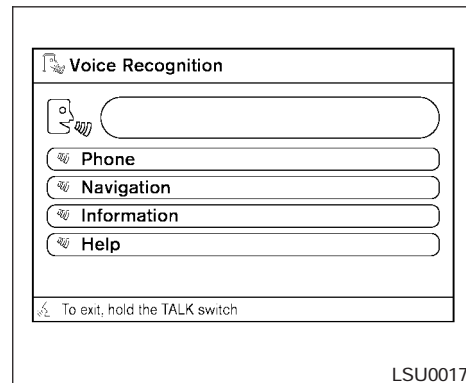 Voice Recognition
Phone
Navigation
Information
Help
To exit, hold the TALK switch
LSU0017